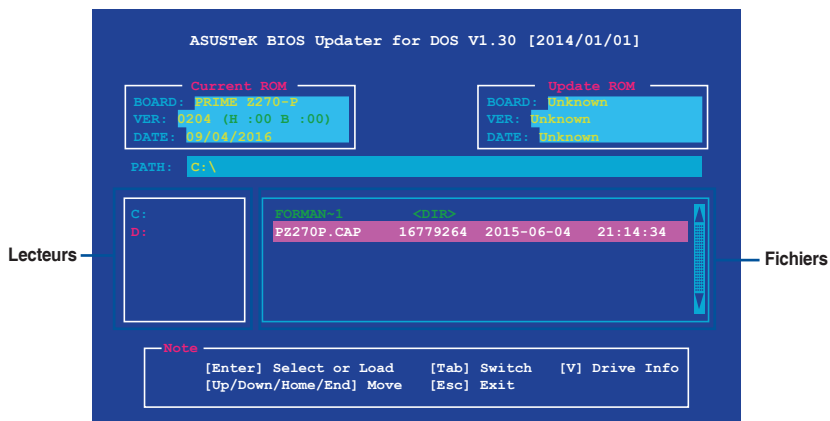 ASUSTeK BIOS Updater for DOS V1.30 [2014/01/01]
Current ROM
BOARD: PRIME Z270-P
VER: 0204 (H :00 B :00)
DATE: 09/04/2016
Update ROM
BOARD: Unknown
VER: Unknown
DATE: Unknown
PATH: C:\
C:
D:
FORMAN~1 <DIR>
PZ270P.CAP 16779264 2015-06-04 21:14:34
Lecteurs
Fichiers
Note
[Enter] Select or Load [Tab] Switch [V] Drive Info
[Up/Down/Home/End] Move [Esc] Exit